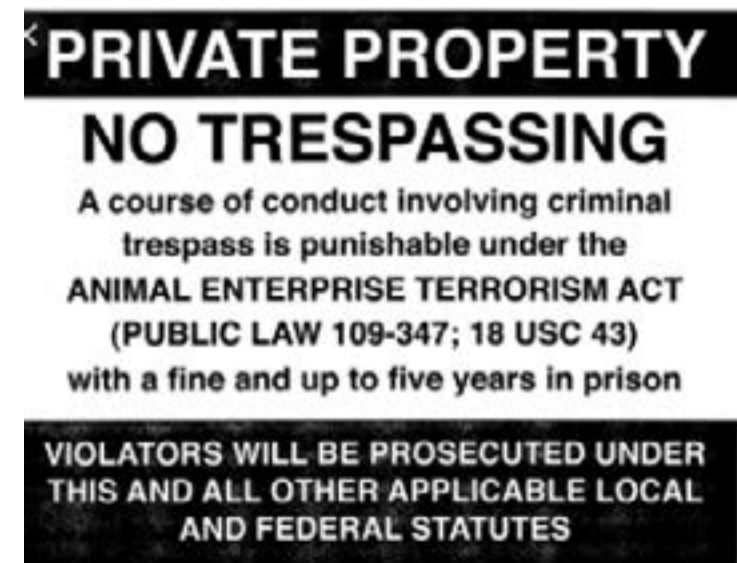 PRIVATE PROPERTY
NO TRESPASSING
A course of conduct involving criminal
trespass is punishable under the
ANIMAL ENTERPRISE TERRORISM ACT
(PUBLIC LAW 109-347; 18 USC 43)
with a fine and up to five years in prison
VIOLATORS WILL BE PROSECUTED UNDER
THIS AND ALL OTHER APPLICABLE LOCAL
AND FEDERAL STATUTES